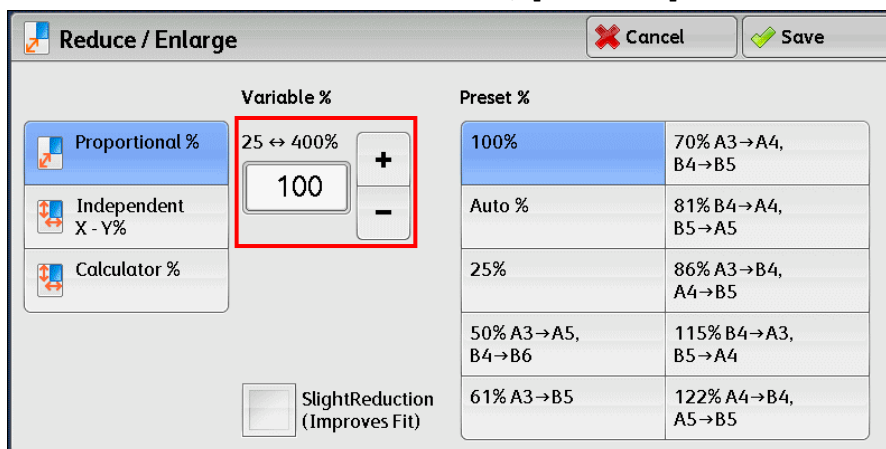 Reduce / Enlarge
Cancel
Save
Variable %
Preset %
Proportional %
25 ↔ 400%
100
+
−
Independent
X - Y%
Calculator %
SlightReduction
(Improves Fit)
100%
70% A3→A4,
B4→B5
Auto %
81% B4→A4,
B5→A5
25%
86% A3→B4,
A4→B5
50% A3→A5,
B4→B6
115% B4→A3,
B5→A4
61% A3→B5
122% A4→B4,
A5→B5